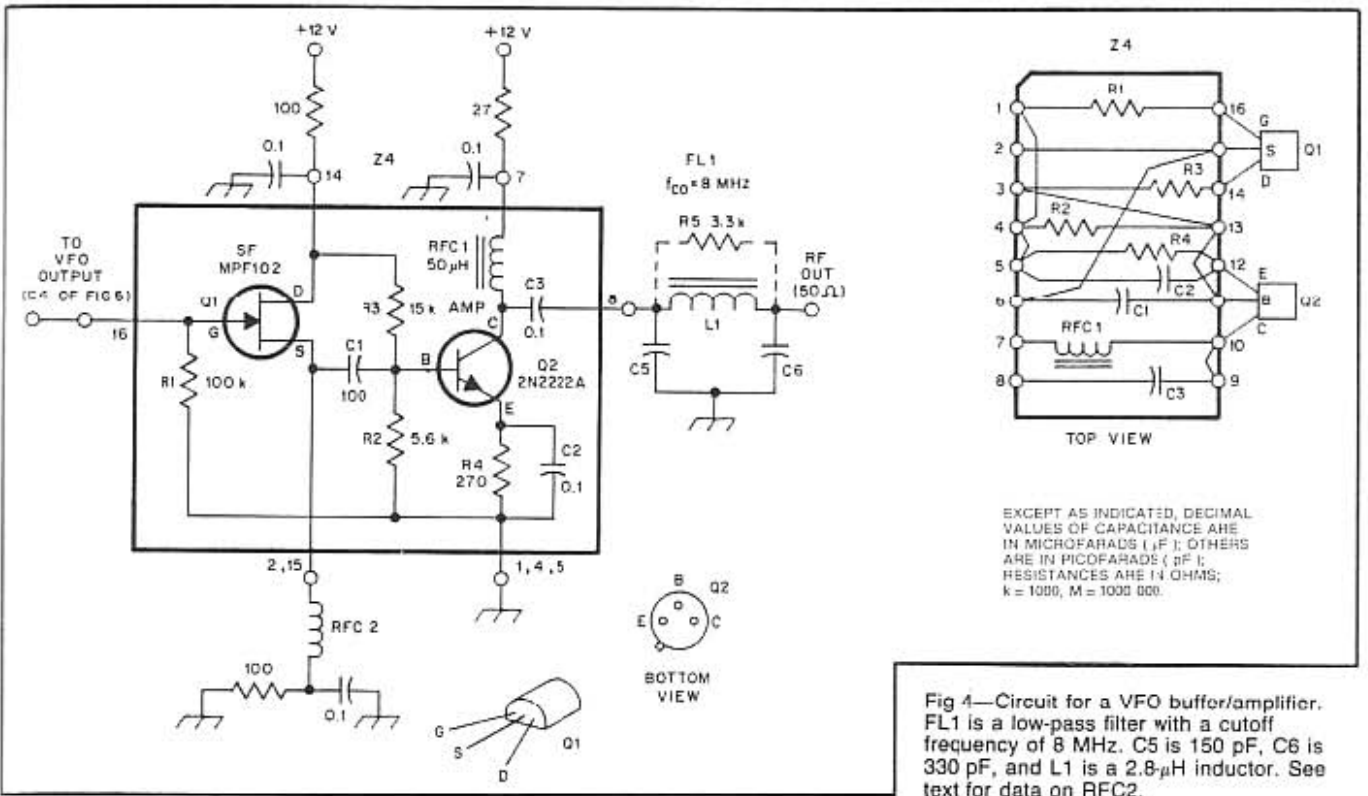 +12 V
+12 V
100
27
0.1
0.1
14
Z4
7
FL1
fCO = 8 MHz
R5 3.3k
TO
VFO
OUTPUT
(C4 OF FIG 6)
16
SF
MPF102
Q1
D
G
S
R1
100 k
R3
15 k
C1
100
R2
5.6 k
RFC 1
50 μH
AMP
C
B
E
Q2
2N2222A
C3
0.1
8
R4
270
C2
0.1
L1
C5
C6
RF
OUT
(50 Ω)
2,15
1,4,5
RFC 2
100
0.1
G
S
D
Q1
B
Q2
E
C
BOTTOM
VIEW
Z4
1
R1
16
G
2
S
Q1
3
R3
14
D
4
R2
13
5
R4
12
E
C2
6
C1
B
Q2
7
RFC 1
10
C
8
C3
9
TOP VIEW
EXCEPT AS INDICATED, DECIMAL
VALUES OF CAPACITANCE ARE
IN MICROFARADS ( μF ); OTHERS
ARE IN PICOFARADS ( pF );
RESISTANCES ARE IN OHMS;
k = 1000, M = 1000 000.
Fig 4—Circuit for a VFO buffer/amplifier.
FL1 is a low-pass filter with a cutoff
frequency of 8 MHz. C5 is 150 pF, C6 is
330 pF, and L1 is a 2.8-μH inductor. See
text for data on RFC2.